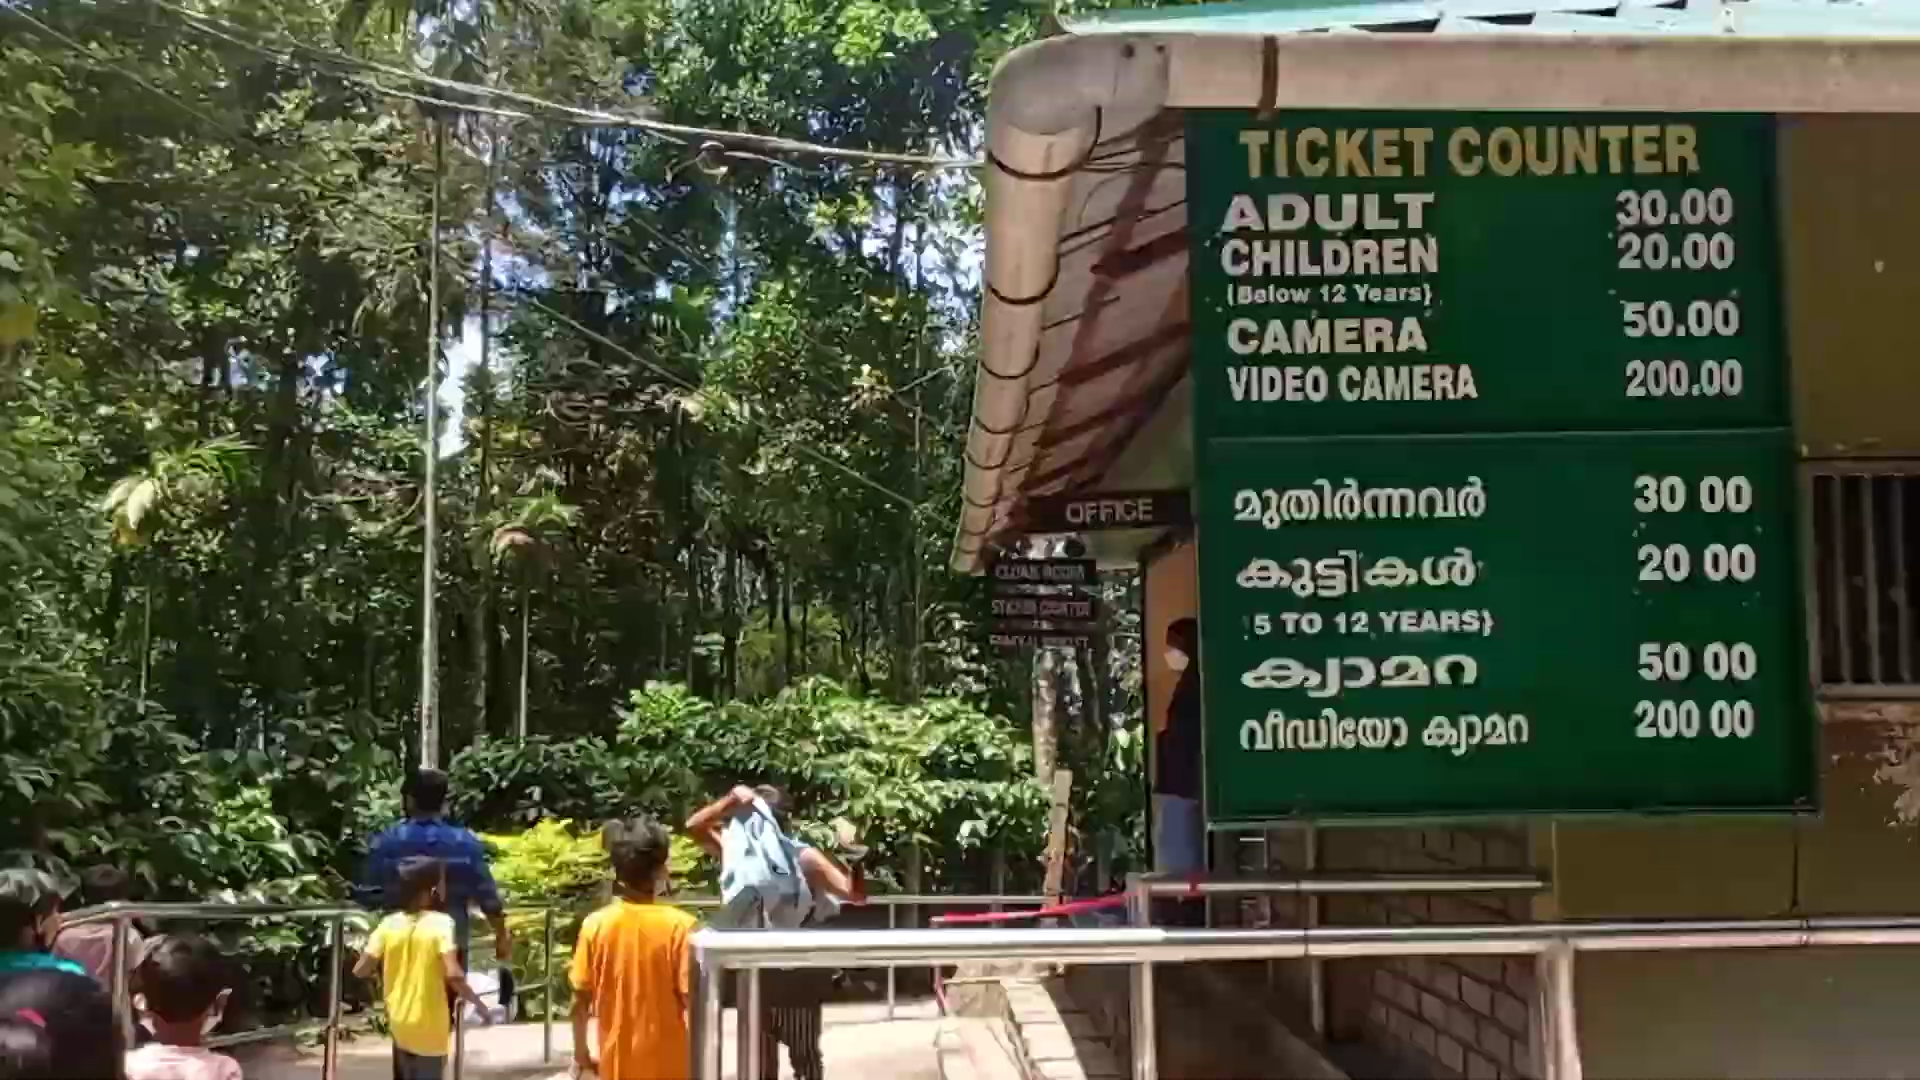 TICKET COUNTER
ADULT 30.00
CHILDREN 20.00
(Below 12 Years)
CAMERA 50.00
VIDEO CAMERA 200.00
മുതിർന്നവർ 30 00
കുട്ടികൾ 20 00
5 TO 12 YEARS}
ക്യാമറ 50 00
വീഡിയോ ക്യാമറ 200 00
OFFICE
CLOAK ROOM